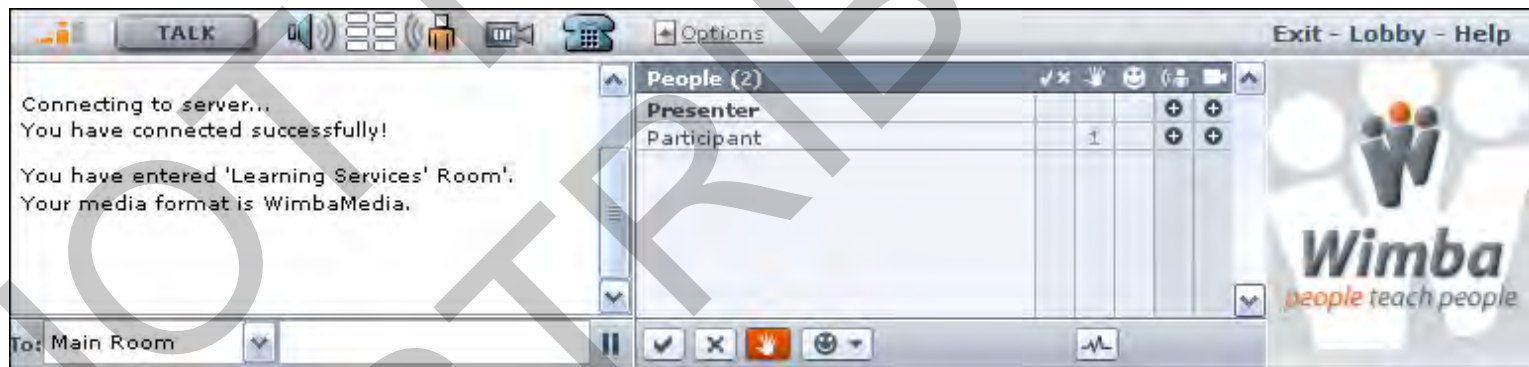 TALK
Options
Exit - Lobby - Help
Connecting to server...
You have connected successfully!
You have entered 'Learning Services' Room'.
Your media format is WimbaMedia.
To: Main Room
People (2)
Presenter
Participant 1
Wimba
people teach people